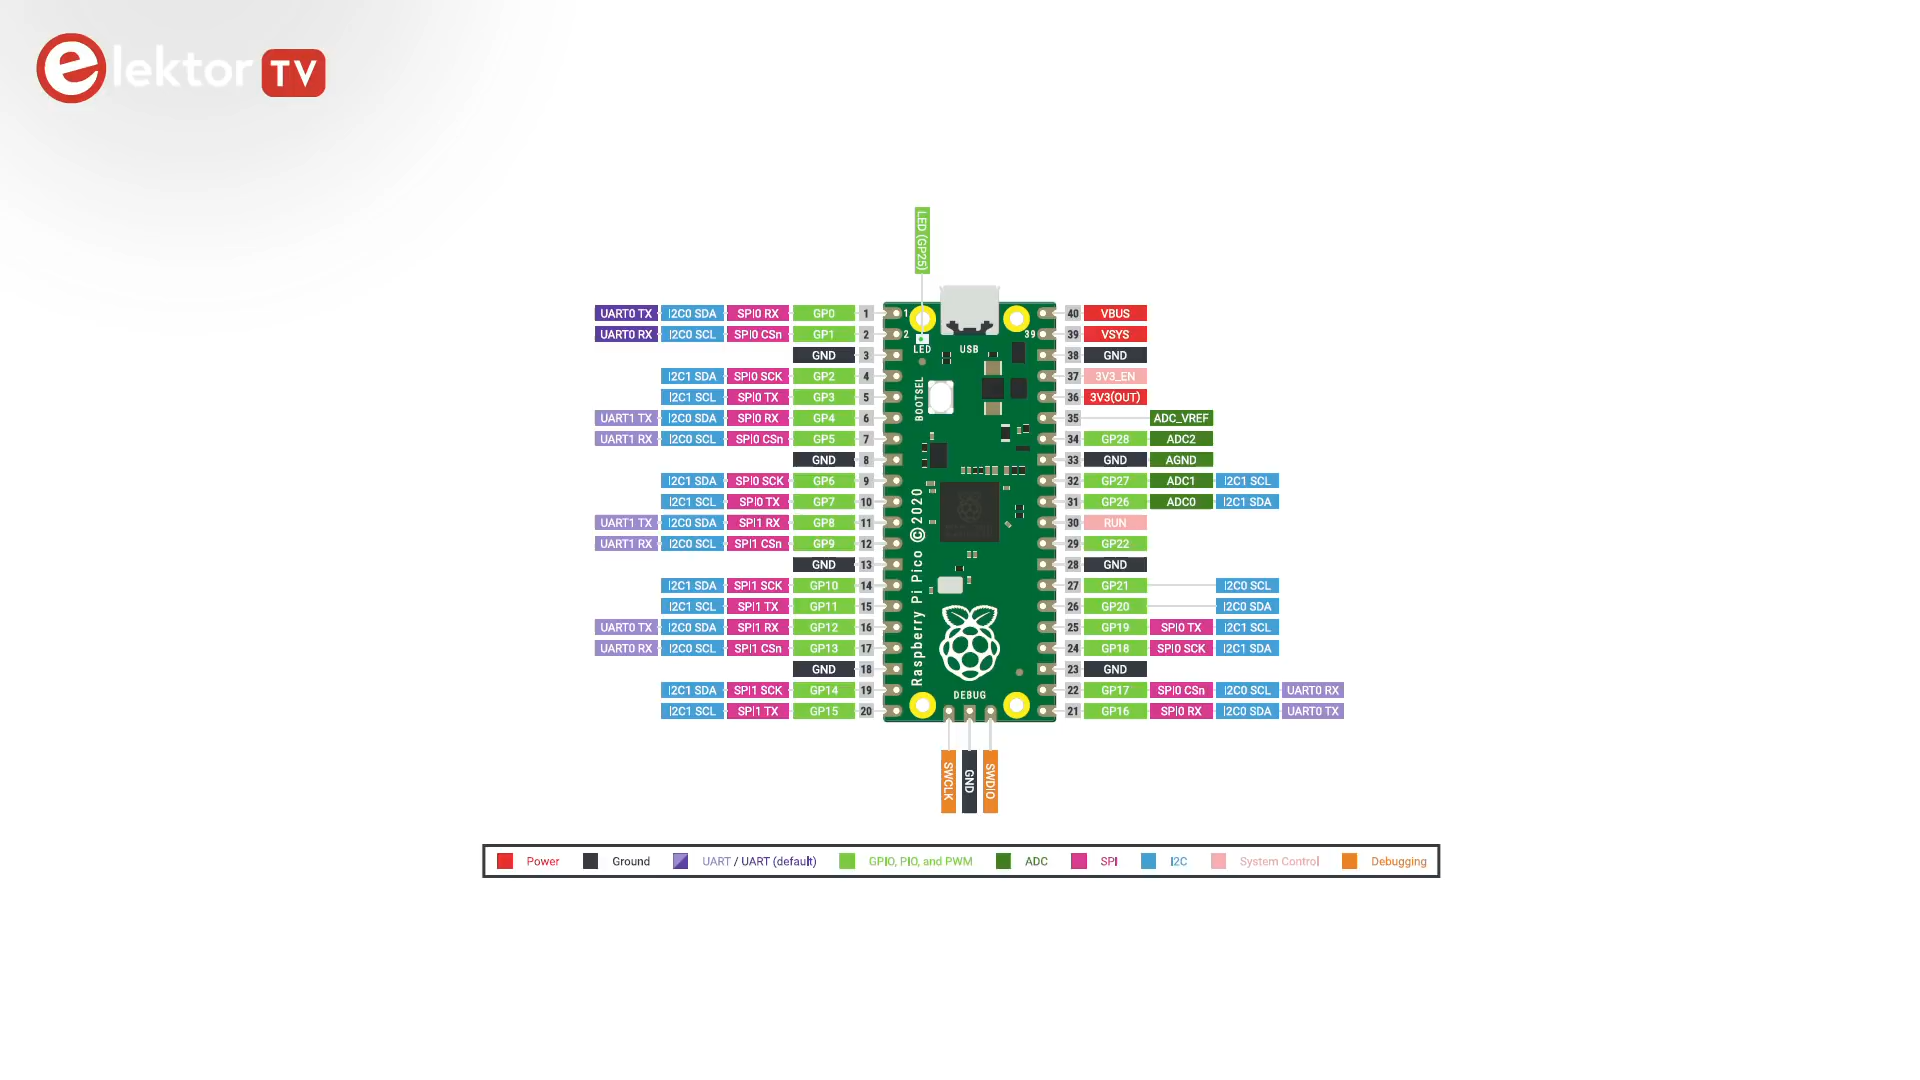 elektor TV
LED (GP25)
UART0 TX I2C0 SDA SPI0 RX GP0 1 1 40 VBUS
UART0 RX I2C0 SCL SPI0 CSn GP1 2 2 39 39 VSYS
LED USB
GND 3 38 GND
I2C1 SDA SPI0 SCK GP2 4 37 3V3_EN
I2C1 SCL SPI0 TX GP3 5 BOOTSEL 36 3V3(OUT)
UART1 TX I2C0 SDA SPI0 RX GP4 6 35 ADC_VREF
UART1 RX I2C0 SCL SPI0 CSn GP5 7 34 GP28 ADC2
GND 8 33 GND AGND
I2C1 SDA SPI0 SCK GP6 9 32 GP27 ADC1 I2C1 SCL
I2C1 SCL SPI0 TX GP7 10 31 GP26 ADC0 I2C1 SDA
UART1 TX I2C0 SDA SPI1 RX GP8 11 30 RUN
UART1 RX I2C0 SCL SPI1 CSn GP9 12 29 GP22
GND 13 28 GND
Raspberry Pi Pico © 2020
I2C1 SDA SPI1 SCK GP10 14 27 GP21 I2C0 SCL
I2C1 SCL SPI1 TX GP11 15 26 GP20 I2C0 SDA
UART0 TX I2C0 SDA SPI1 RX GP12 16 25 GP19 SPI0 TX I2C1 SCL
UART0 RX I2C0 SCL SPI1 CSn GP13 17 24 GP18 SPI0 SCK I2C1 SDA
GND 18 23 GND
I2C1 SDA SPI1 SCK GP14 19 22 GP17 SPI0 CSn I2C0 SCL UART0 RX
DEBUG
I2C1 SCL SPI1 TX GP15 20 21 GP16 SPI0 RX I2C0 SDA UART0 TX
SWCLK GND SWDIO
Power Ground UART / UART (default) GPIO, PIO, and PWM ADC SPI I2C System Control Debugging